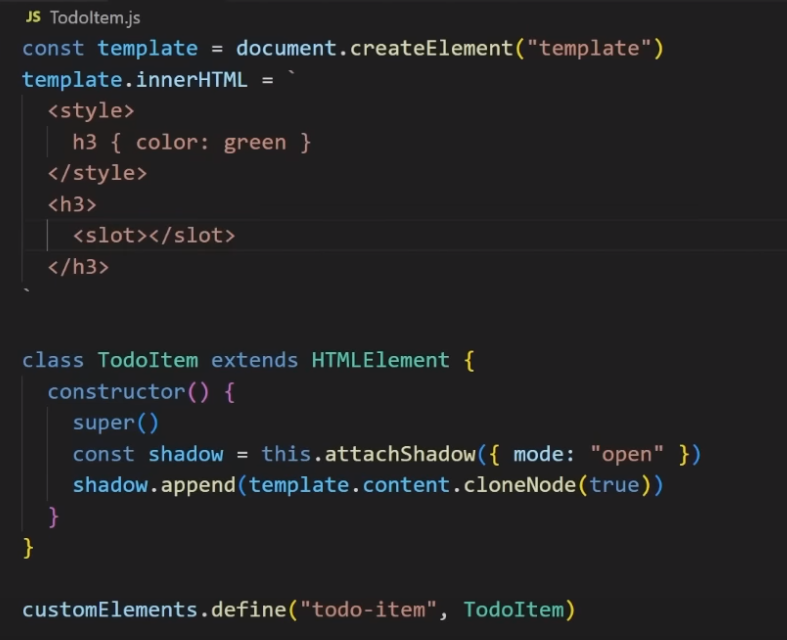 JS TodoItem.js
const template = document.createElement("template")
template.innerHTML = `
  <style>
    h3 { color: green }
  </style>
  <h3>
    <slot></slot>
  </h3>
`
class TodoItem extends HTMLElement {
  constructor() {
    super()
    const shadow = this.attachShadow({ mode: "open" })
    shadow.append(template.content.cloneNode(true))
  }
}
customElements.define("todo-item", TodoItem)